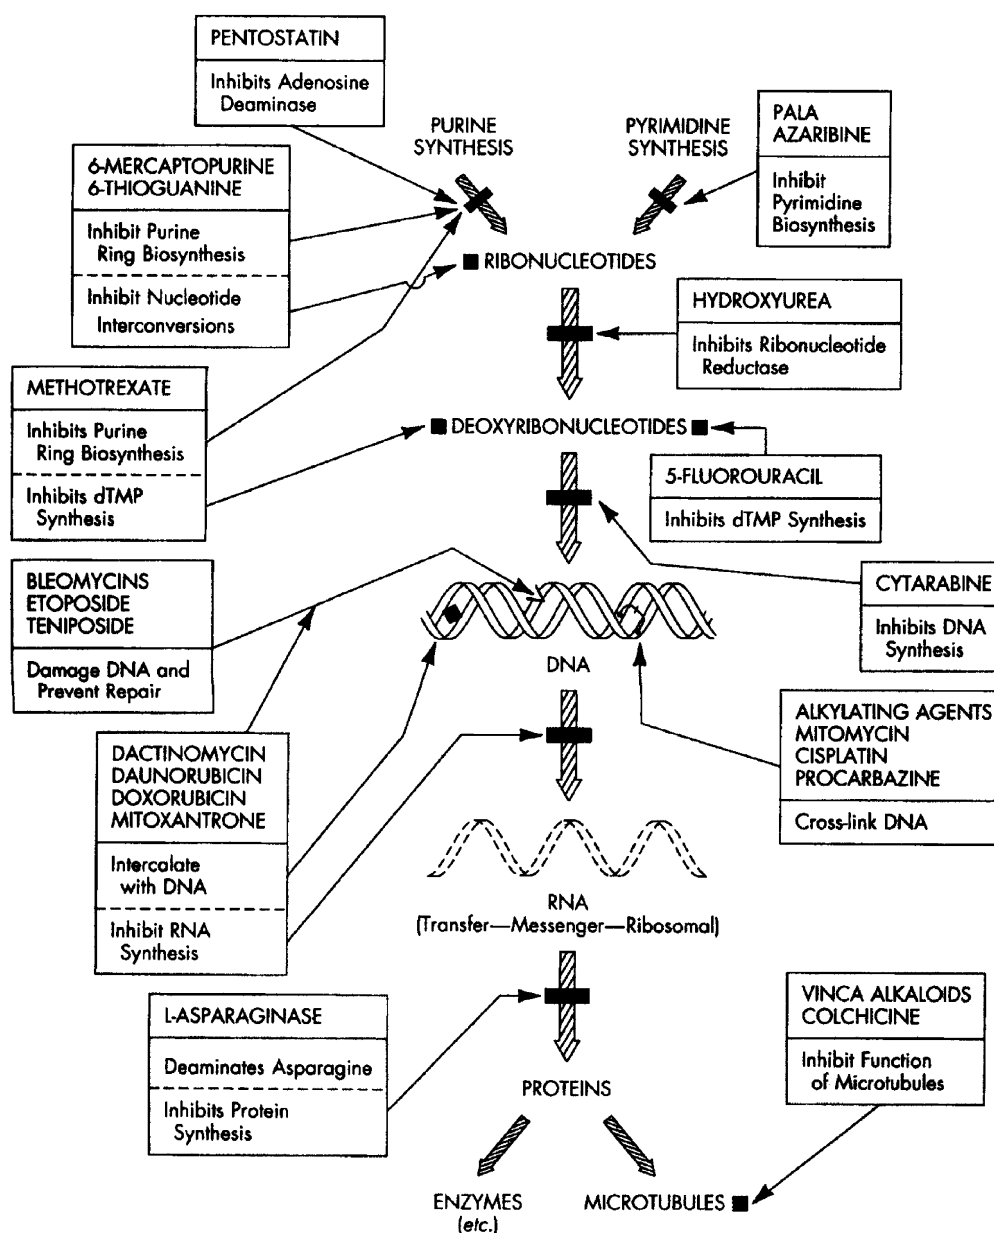 PENTOSTATIN
Inhibits Adenosine
Deaminase
PURINE
SYNTHESIS
PYRIMIDINE
SYNTHESIS
PALA
AZARIBINE
Inhibit
Pyrimidine
Biosynthesis
6-MERCAPTOPURINE
6-THIOGUANINE
Inhibit Purine
Ring Biosynthesis
Inhibit Nucleotide
Interconversions
RIBONUCLEOTIDES
HYDROXYUREA
Inhibits Ribonucleotide
Reductase
METHOTREXATE
Inhibits Purine
Ring Biosynthesis
Inhibits dTMP
Synthesis
DEOXYRIBONUCLEOTIDES
5-FLUOROURACIL
Inhibits dTMP Synthesis
BLEOMYCINS
ETOPOSIDE
TENIPOSIDE
Damage DNA and
Prevent Repair
CYTARABINE
Inhibits DNA
Synthesis
DNA
ALKYLATING AGENTS
MITOMYCIN
CISPLATIN
PROCARBAZINE
Cross-link DNA
DACTINOMYCIN
DAUNORUBICIN
DOXORUBICIN
MITOXANTRONE
Intercalate
with DNA
Inhibit RNA
Synthesis
RNA
(Transfer—Messenger—Ribosomal)
L-ASPARAGINASE
Deaminates Asparagine
Inhibits Protein
Synthesis
VINCA ALKALOIDS
COLCHICINE
Inhibit Function
of Microtubules
PROTEINS
ENZYMES
(etc.)
MICROTUBULES